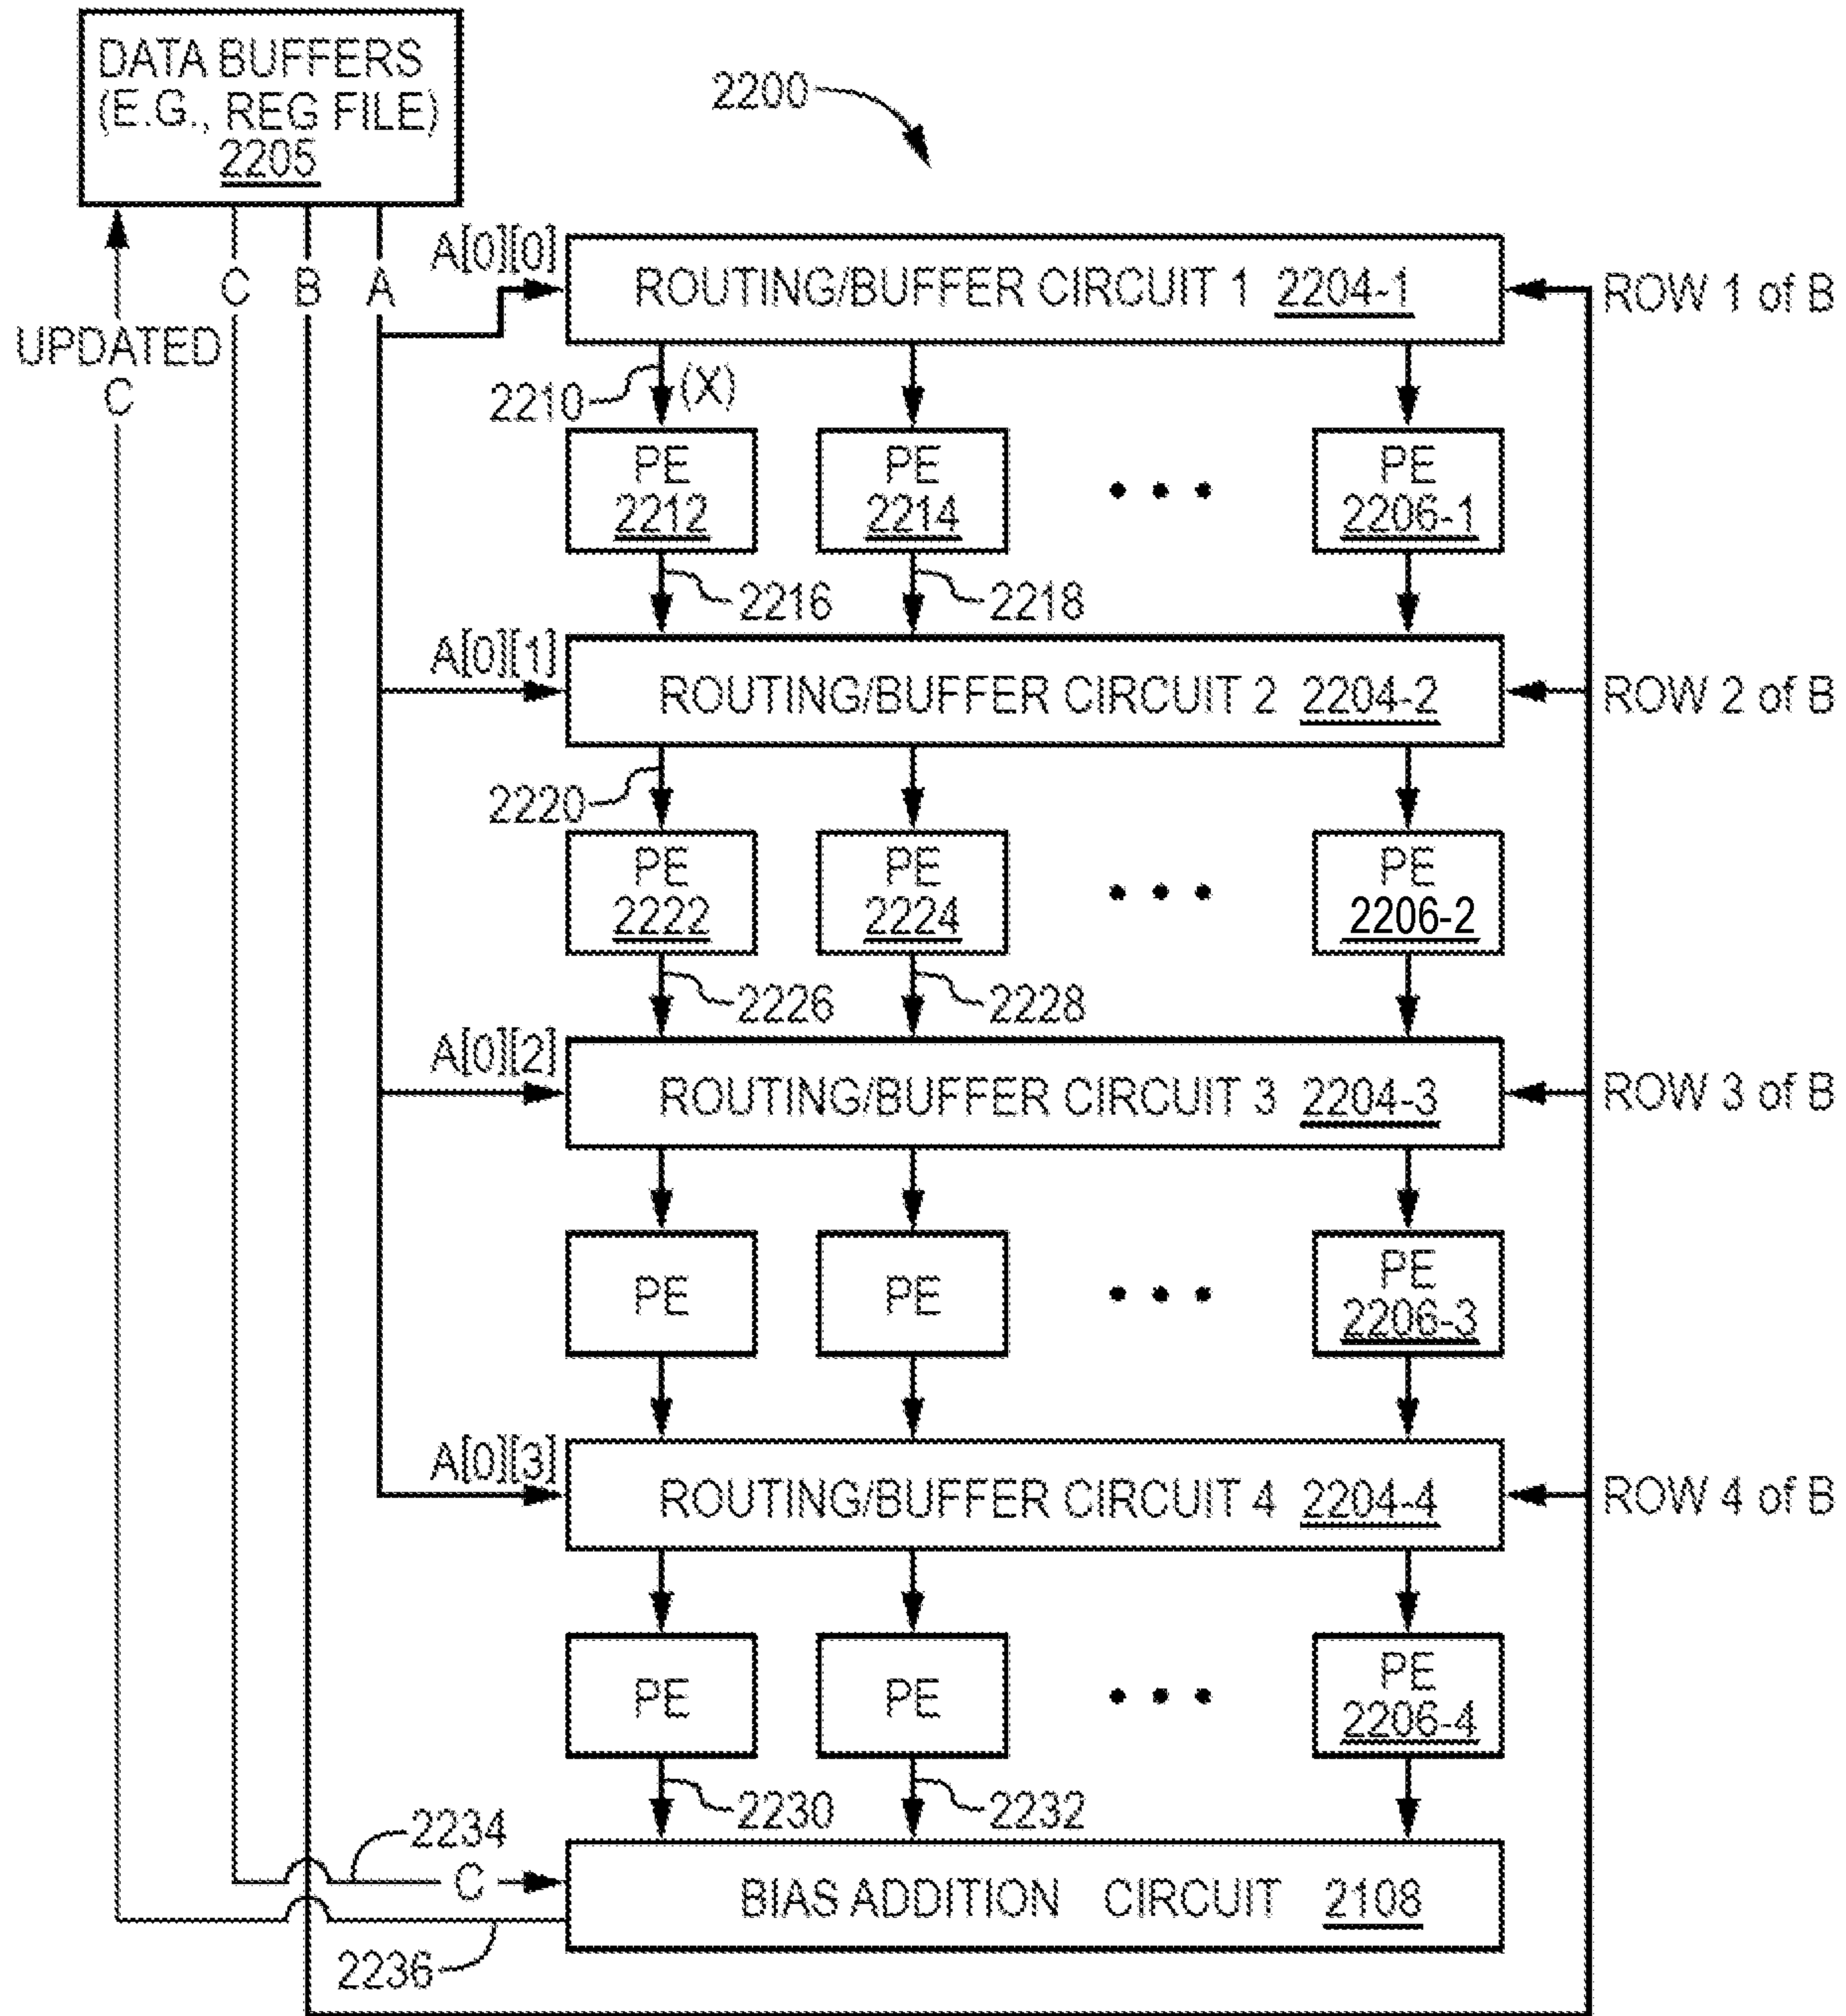 DATA BUFFERS
(E.G., REG FILE)
2205
2200
C B A
A[0][0]
ROUTING/BUFFER CIRCUIT 1 2204-1
ROW 1 of B
UPDATED
C
2210
(X)
PE
2212
PE
2214
• • •
PE
2206-1
2216
2218
A[0][1]
ROUTING/BUFFER CIRCUIT 2 2204-2
ROW 2 of B
2220
PE
2222
PE
2224
• • •
PE
2206-2
2226
2228
A[0][2]
ROUTING/BUFFER CIRCUIT 3 2204-3
ROW 3 of B
PE
PE
• • •
PE
2206-3
A[0][3]
ROUTING/BUFFER CIRCUIT 4 2204-4
ROW 4 of B
PE
PE
• • •
PE
2206-4
2230
2232
2234
C
BIAS ADDITION CIRCUIT 2108
2236